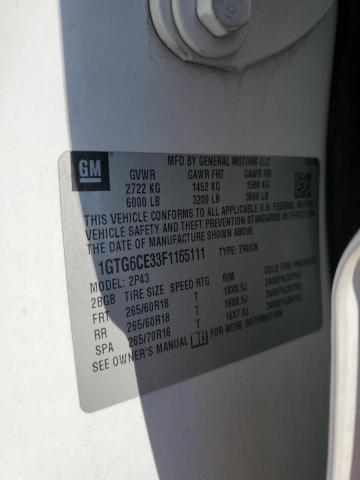 GM
MFD BY GENERAL MOTORS LLC
GVWR GAWR FRT GAWR RR
2722 KG 1452 KG 1588 KG
6000 LB 3200 LB 3500 LB
THIS VEHICLE CONFORMS TO ALL APPLICABLE U.S. FEDERAL
MOTOR VEHICLE SAFETY AND THEFT PREVENTION STANDARDS IN EFFECT ON
THE DATE OF MANUFACTURE SHOWN ABOVE.
1GTG6CE33F1165111 TYPE: TRUCK
MODEL: 2P43
2BGB TIRE SIZE SPEED RTG RIM
FRT 265/60R18 T 18X8.5J
RR 265/60R18 T 18X8.5J
SPA 265/70R16 T 16X7.0J
SEE OWNER'S MANUAL FOR MORE INFORMATION.